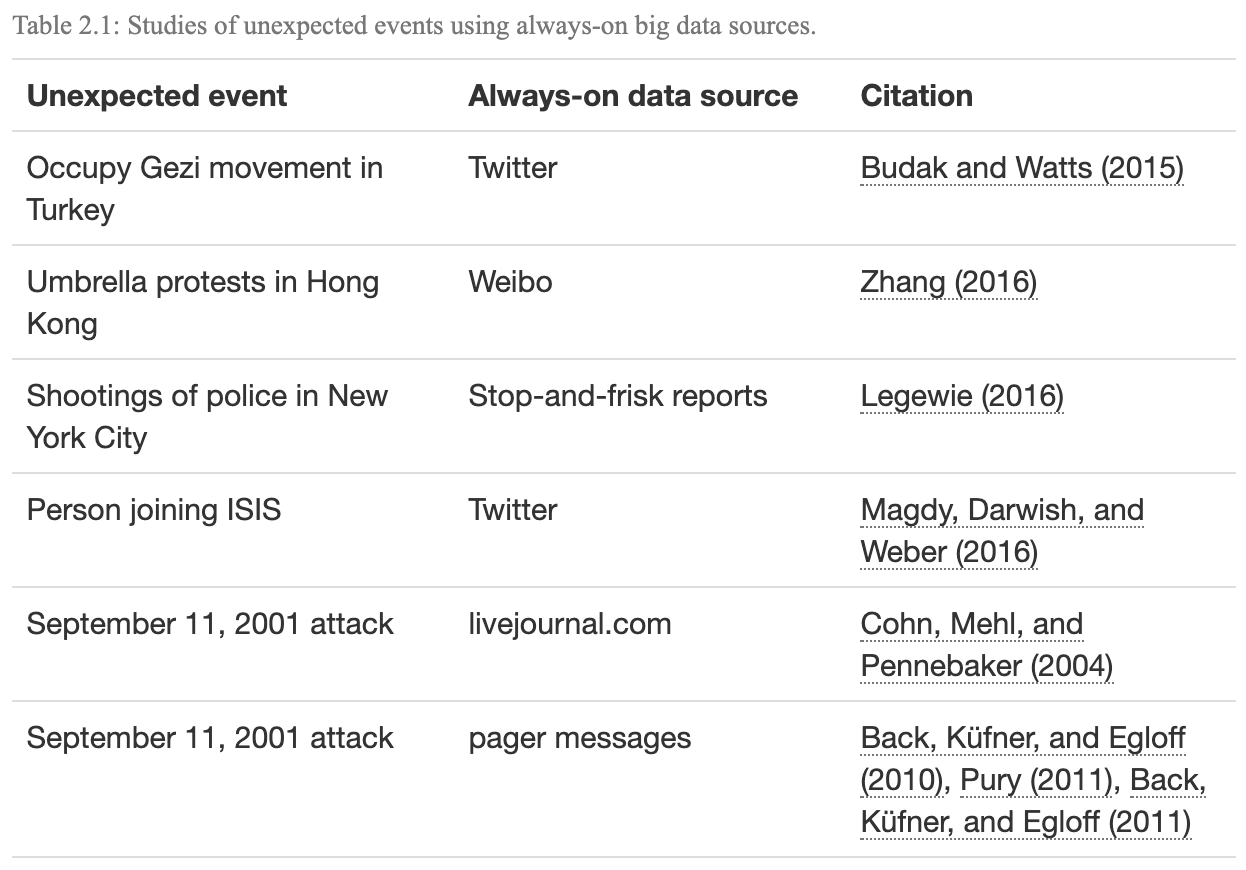 Table 2.1: Studies of unexpected events using always-on big data sources.
Unexpected event Always-on data source Citation
Occupy Gezi movement in Twitter Budak and Watts (2015)
Turkey
Umbrella protests in Hong Weibo Zhang (2016)
Kong
Shootings of police in New Stop-and-frisk reports Legewie (2016)
York City
Person joining ISIS Twitter Magdy, Darwish, and
Weber (2016)
September 11, 2001 attack livejournal.com Cohn, Mehl, and
Pennebaker (2004)
September 11, 2001 attack pager messages Back, Küfner, and Egloff
(2010), Pury (2011), Back,
Küfner, and Egloff (2011)